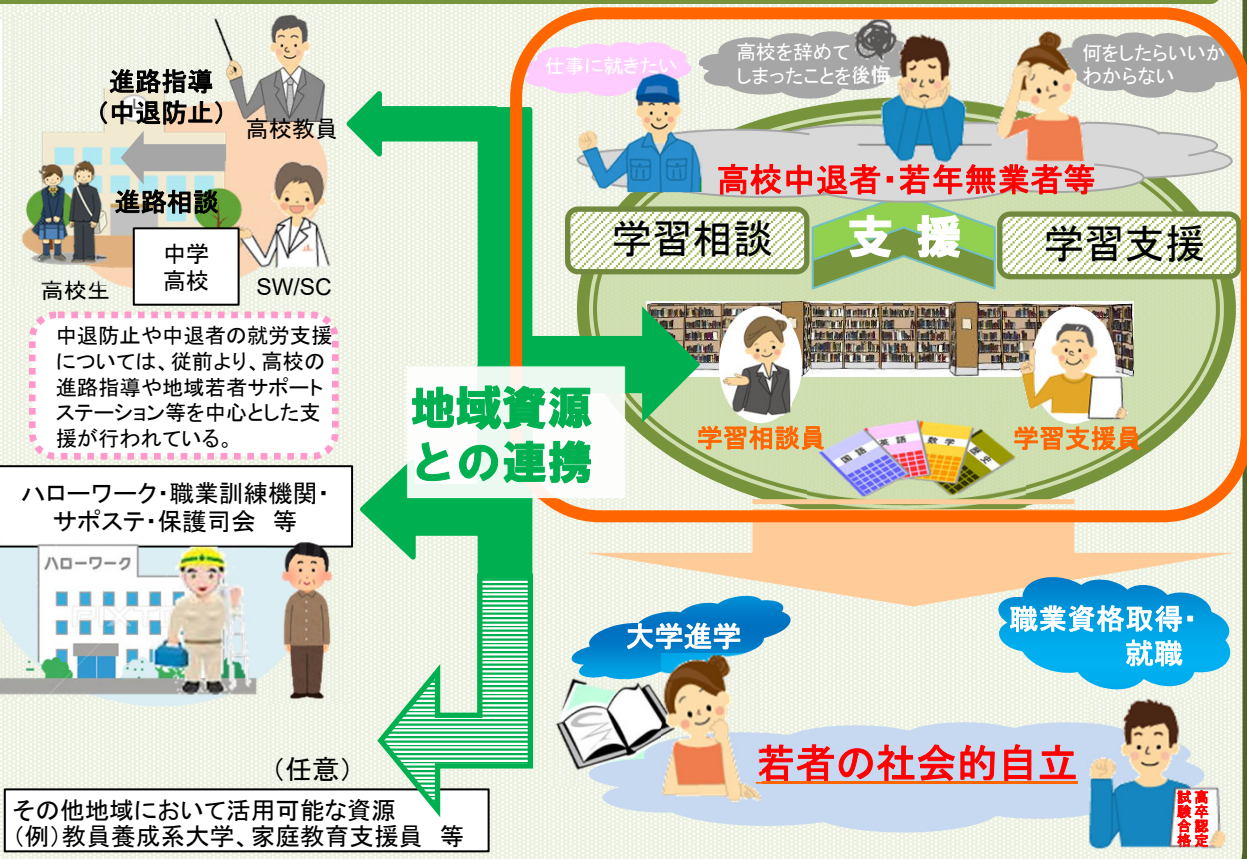 進路指導
(中退防止)
高校教員
進路相談
中学
高校
高校生
SW/SC
中退防止や中退者の就労支援
については、従前より、高校の
進路指導や地域若者サポート
ステーション等を中心とした支
援が行われている。
ハローワーク・職業訓練機関・
サポステ・保護司会 等
ハローワーク
(任意)
その他地域において活用可能な資源
(例)教員養成系大学、家庭教育支援員 等
地域資源
との連携
仕事に就きたい
高校を辞めて
しまったことを後悔
何をしたらいいか
わからない
高校中退者・若年無業者等
学習相談
支援
学習支援
学習相談員
国語
英語
数学
歴史
学習支援員
大学進学
職業資格取得・
就職
若者の社会的自立
高卒認定
試験合格